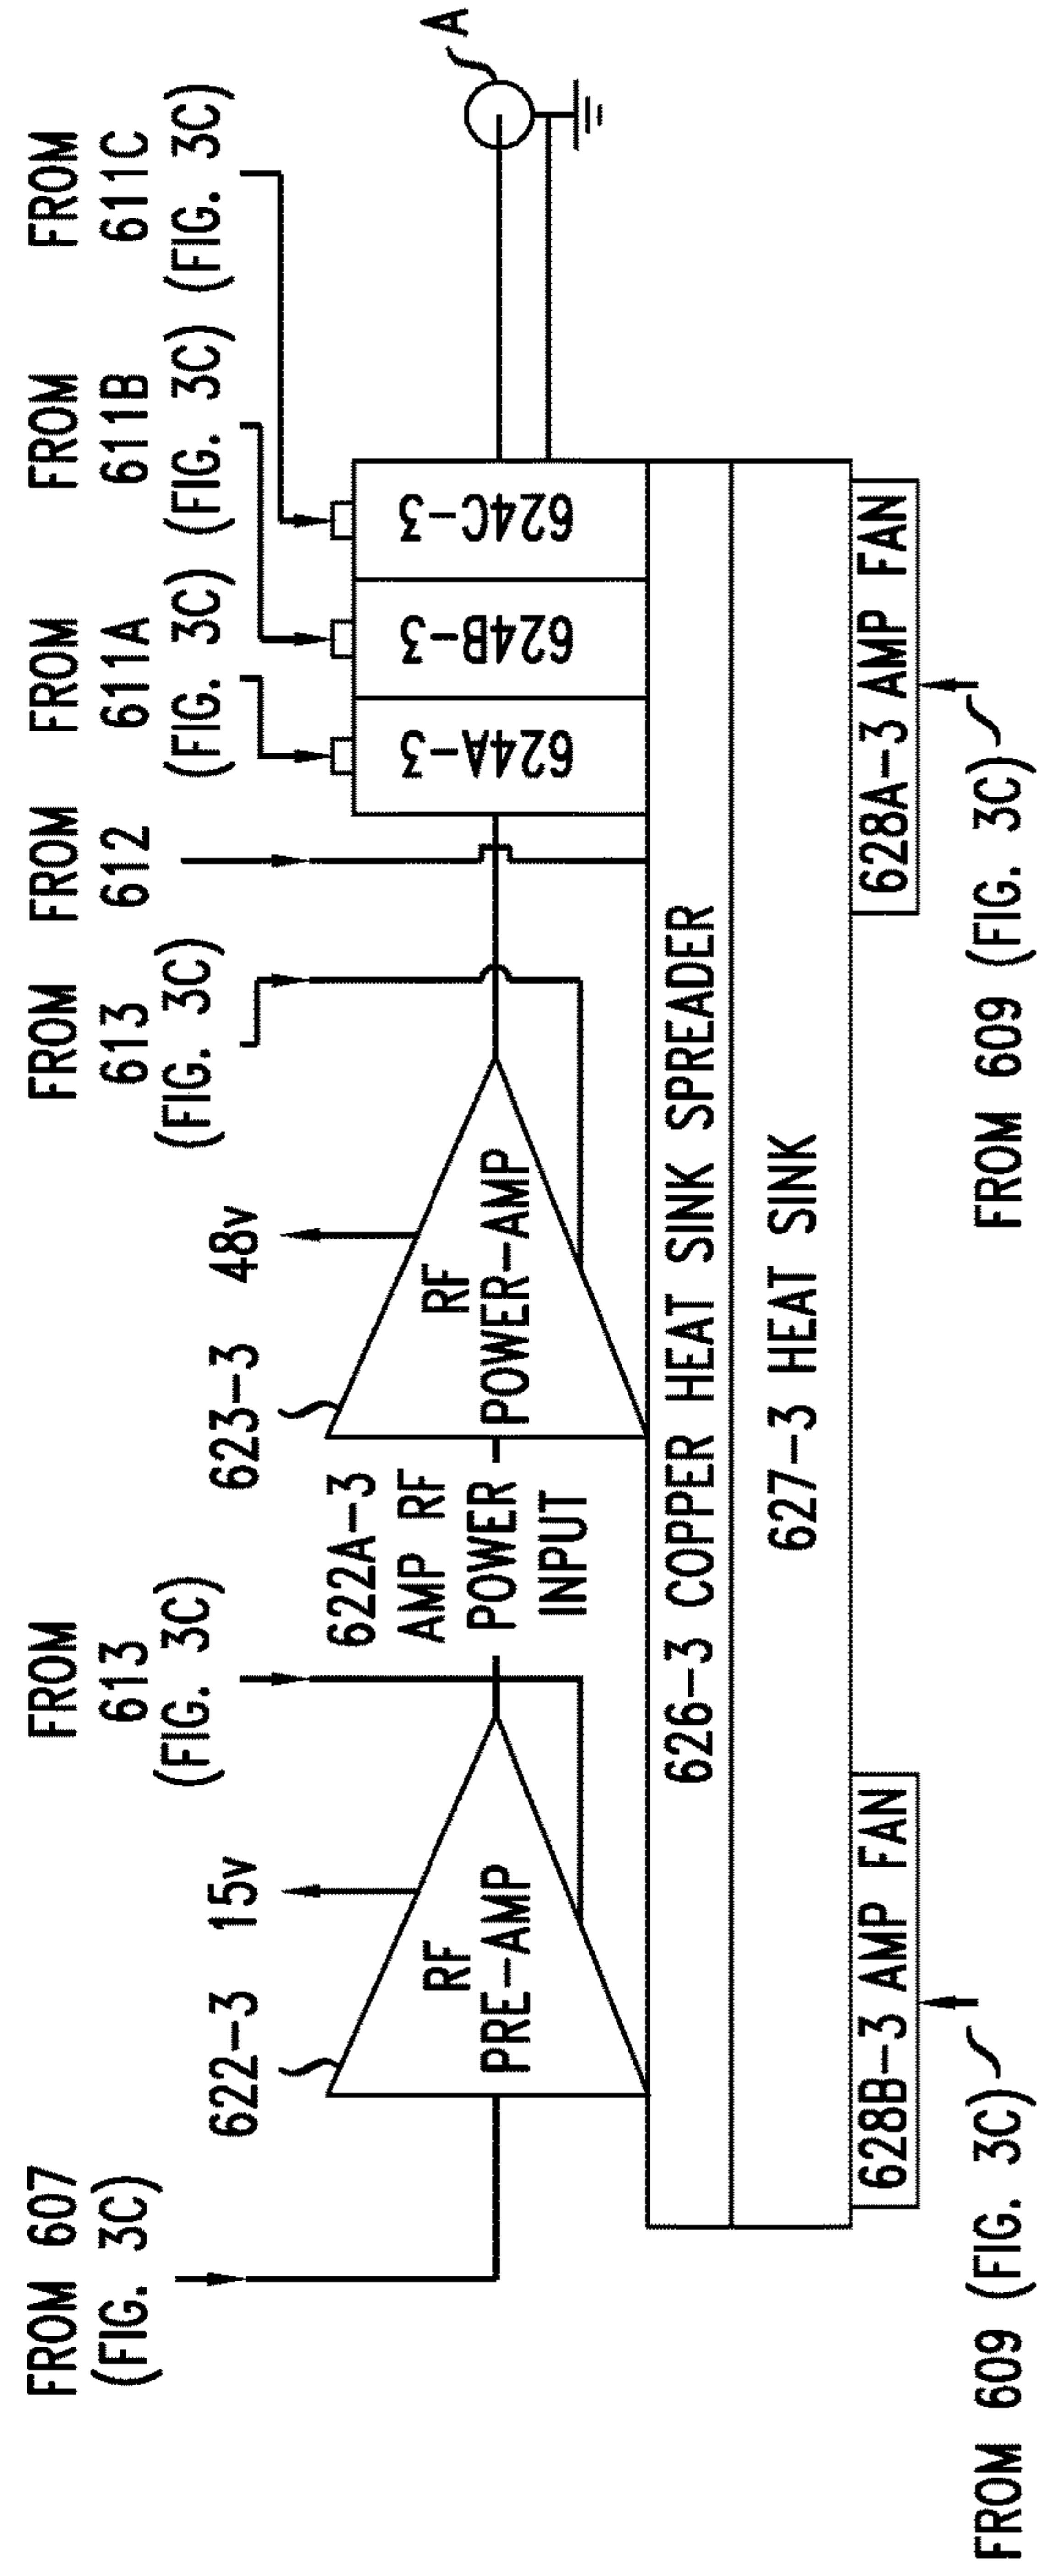 FROM 607
(FIG. 3C)
622-3
15v
RF
PRE-AMP
FROM
613
(FIG. 3C)
622A-3
AMP RF
POWER
INPUT
623-3
48v
RF
POWER-AMP
FROM
613
(FIG. 3C)
FROM
612
FROM
611A
(FIG. 3C)
FROM
611B
(FIG. 3C)
FROM
611C
(FIG. 3C)
624A-3
624B-3
624C-3
A
626-3 COPPER HEAT SINK SPREADER
627-3 HEAT SINK
628B-3 AMP FAN
628A-3 AMP FAN
FROM 609 (FIG. 3C)
FROM 609 (FIG. 3C)